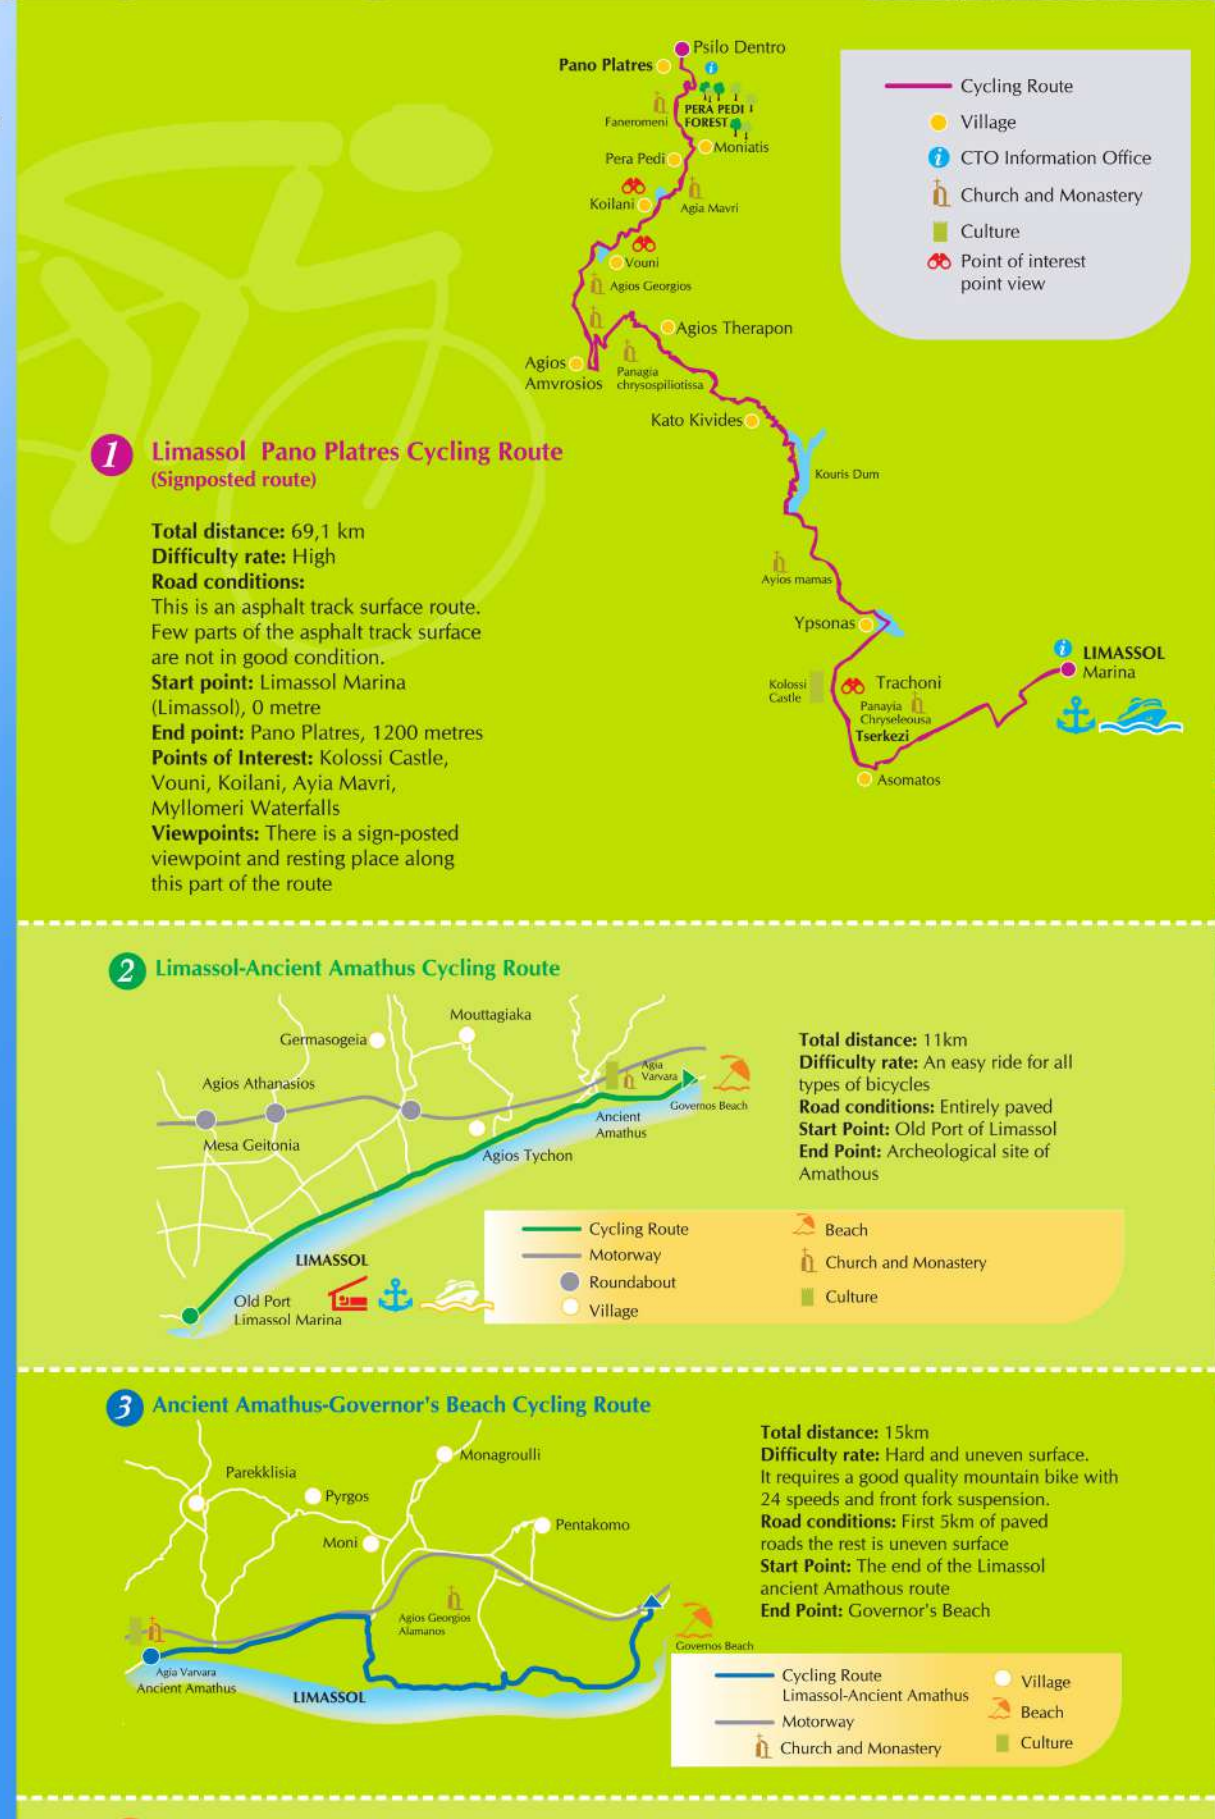 Psilo Dentro
Pano Platres
PERA PEDI
FOREST
Faneromeni
Moniatis
Pera Pedi
Koilani
Agia Mavri
Vouni
Agios Georgios
Agios Therapon
Agios
Amvrosios
Panagia
chrysospiliotissa
Kato Kivides
Kouris Dum
Ayios mamas
Ypsonas
LIMASSOL
Marina
Kolossi
Castle
Trachoni
Panayia
Chryseleousa
Tserkezi
Asomatos
Cycling Route
Village
i CTO Information Office
Church and Monastery
Culture
Point of interest
point view
1 Limassol Pano Platres Cycling Route
(Signposted route)
Total distance: 69,1 km
Difficulty rate: High
Road conditions:
This is an asphalt track surface route.
Few parts of the asphalt track surface
are not in good condition.
Start point: Limassol Marina
(Limassol), 0 metre
End point: Pano Platres, 1200 metres
Points of Interest: Kolossi Castle,
Vouni, Koilani, Ayia Mavri,
Myllomeri Waterfalls
Viewpoints: There is a sign-posted
viewpoint and resting place along
this part of the route
2 Limassol-Ancient Amathus Cycling Route
Mouttagiaka
Germasogeia
Agios Athanasios
Mesa Geitonia
Agia
Varvara
Governos Beach
Ancient
Amathus
Agios Tychon
LIMASSOL
Old Port
Limassol Marina
Total distance: 11km
Difficulty rate: An easy ride for all
types of bicycles
Road conditions: Entirely paved
Start Point: Old Port of Limassol
End Point: Archeological site of
Amathous
Cycling Route
Motorway
Roundabout
Village
Beach
Church and Monastery
Culture
3 Ancient Amathus-Governor's Beach Cycling Route
Monagroulli
Parekklisia
Pyrgos
Pentakomo
Moni
Agios Georgios
Alamanos
Governos Beach
Agia Varvara
Ancient Amathus
LIMASSOL
Total distance: 15km
Difficulty rate: Hard and uneven surface.
It requires a good quality mountain bike with
24 speeds and front fork suspension.
Road conditions: First 5km of paved
roads the rest is uneven surface
Start Point: The end of the Limassol
ancient Amathous route
End Point: Governor's Beach
Cycling Route
Limassol-Ancient Amathus
Motorway
Church and Monastery
Village
Beach
Culture